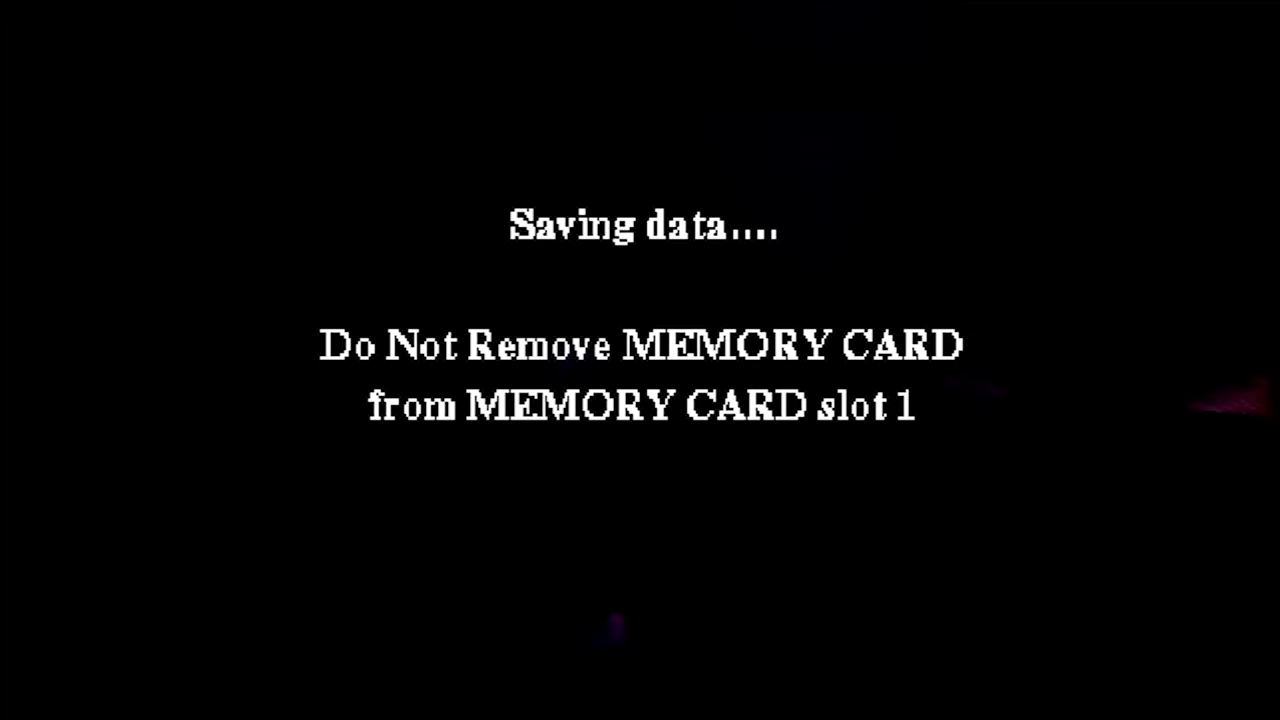 Saving data....
Do Not Remove MEMORY CARD
from MEMORY CARD slot 1